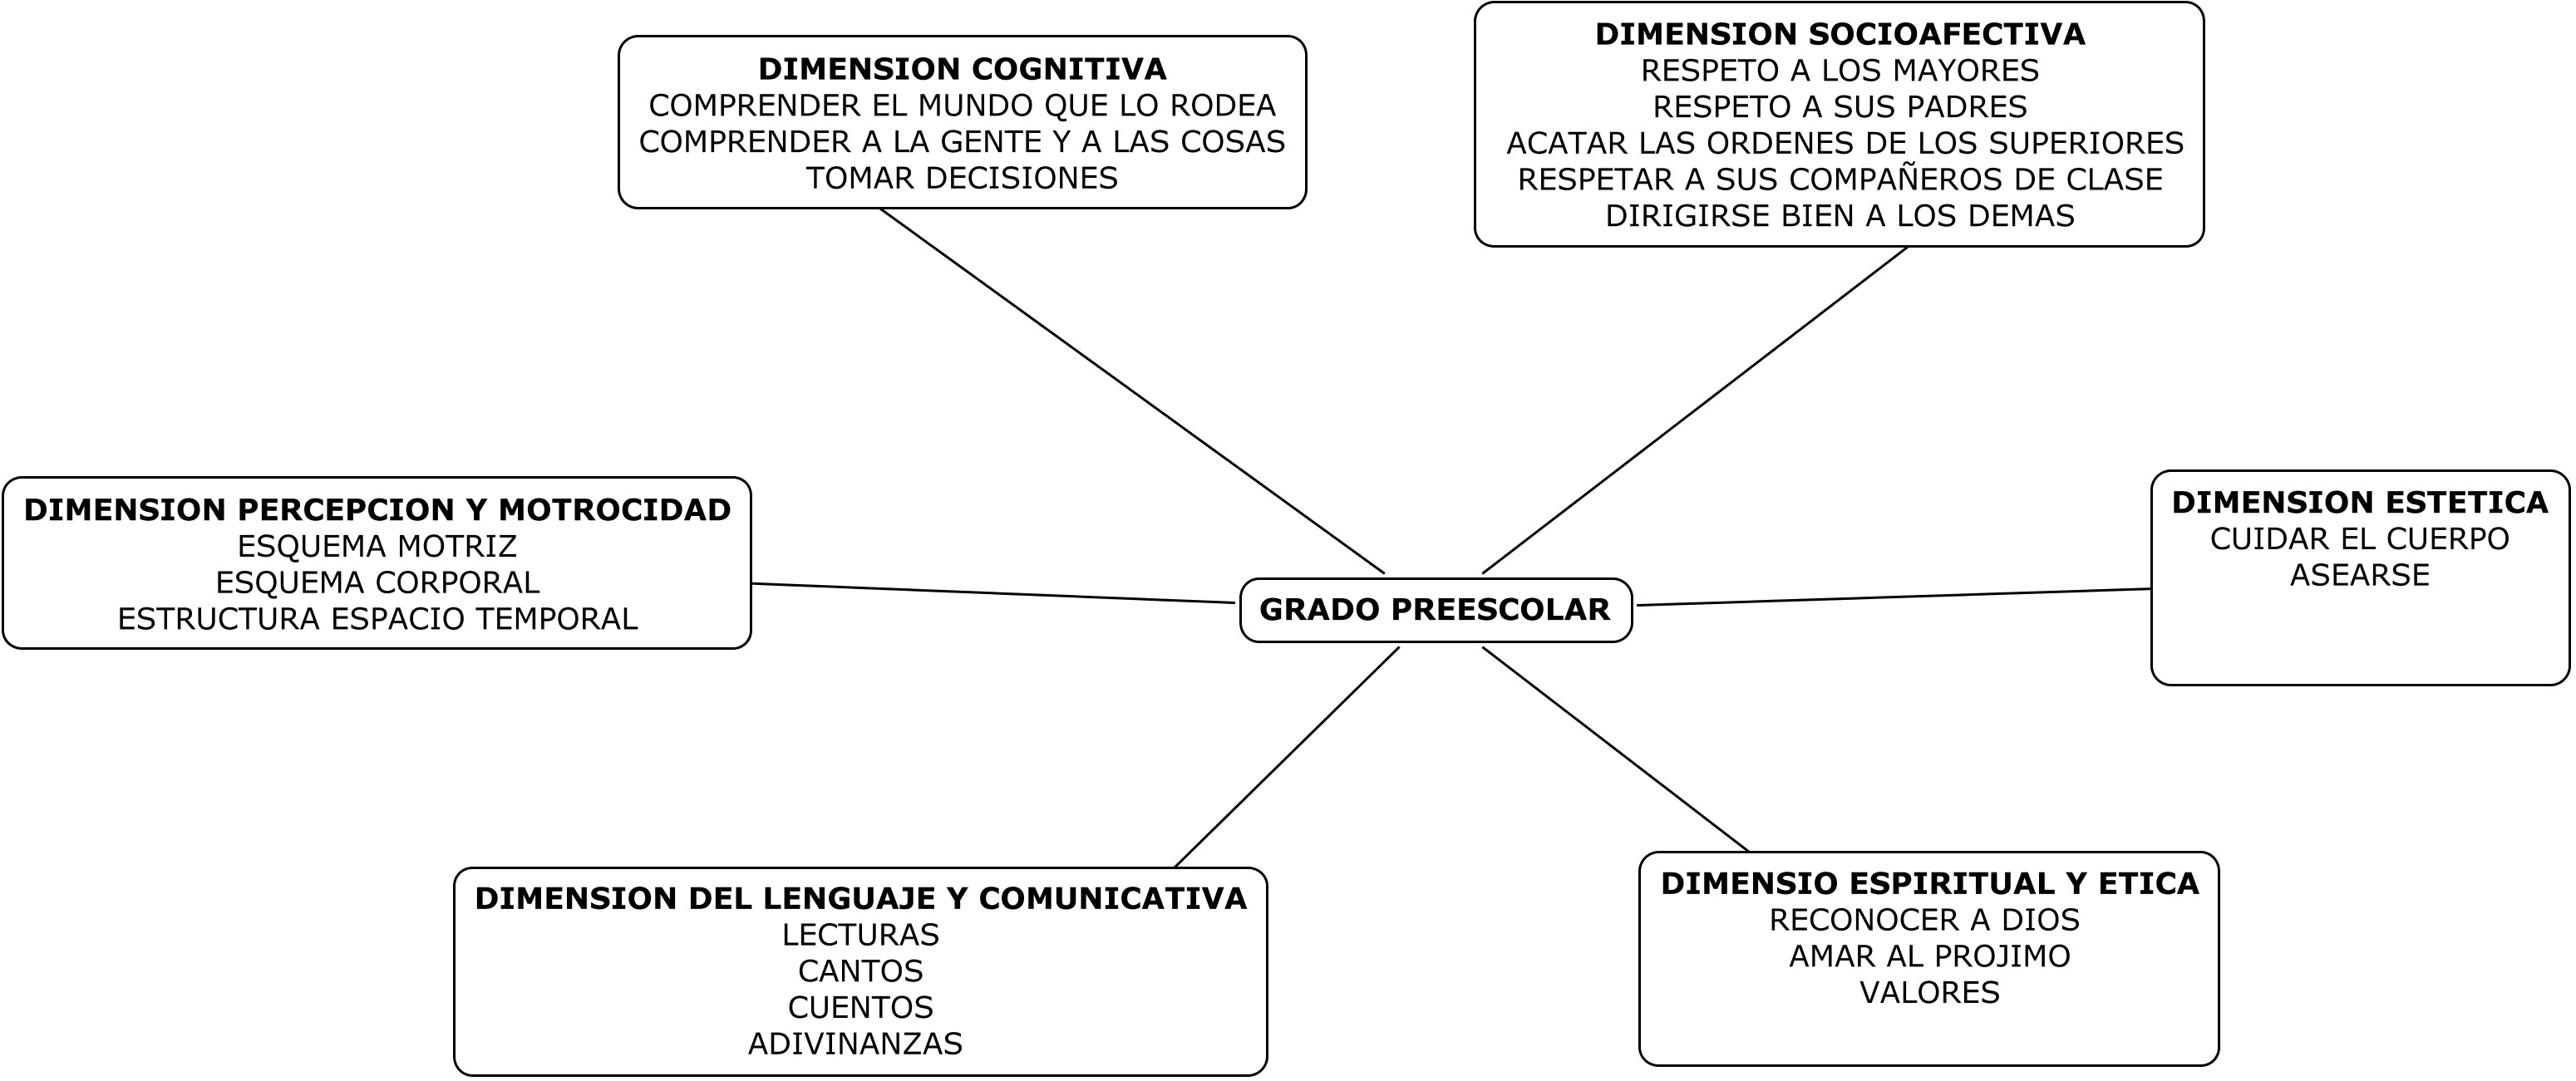 DIMENSION COGNITIVA
COMPRENDER EL MUNDO QUE LO RODEA
COMPRENDER A LA GENTE Y A LAS COSAS
TOMAR DECISIONES
DIMENSION SOCIOAFECTIVA
RESPETO A LOS MAYORES
RESPETO A SUS PADRES
ACATAR LAS ORDENES DE LOS SUPERIORES
RESPETAR A SUS COMPAÑEROS DE CLASE
DIRIGIRSE BIEN A LOS DEMAS
DIMENSION PERCEPCION Y MOTROCIDAD
ESQUEMA MOTRIZ
ESQUEMA CORPORAL
ESTRUCTURA ESPACIO TEMPORAL
GRADO PREESCOLAR
DIMENSION ESTETICA
CUIDAR EL CUERPO
ASEARSE
DIMENSION DEL LENGUAJE Y COMUNICATIVA
LECTURAS
CANTOS
CUENTOS
ADIVINANZAS
DIMENSIO ESPIRITUAL Y ETICA
RECONOCER A DIOS
AMAR AL PROJIMO
VALORES